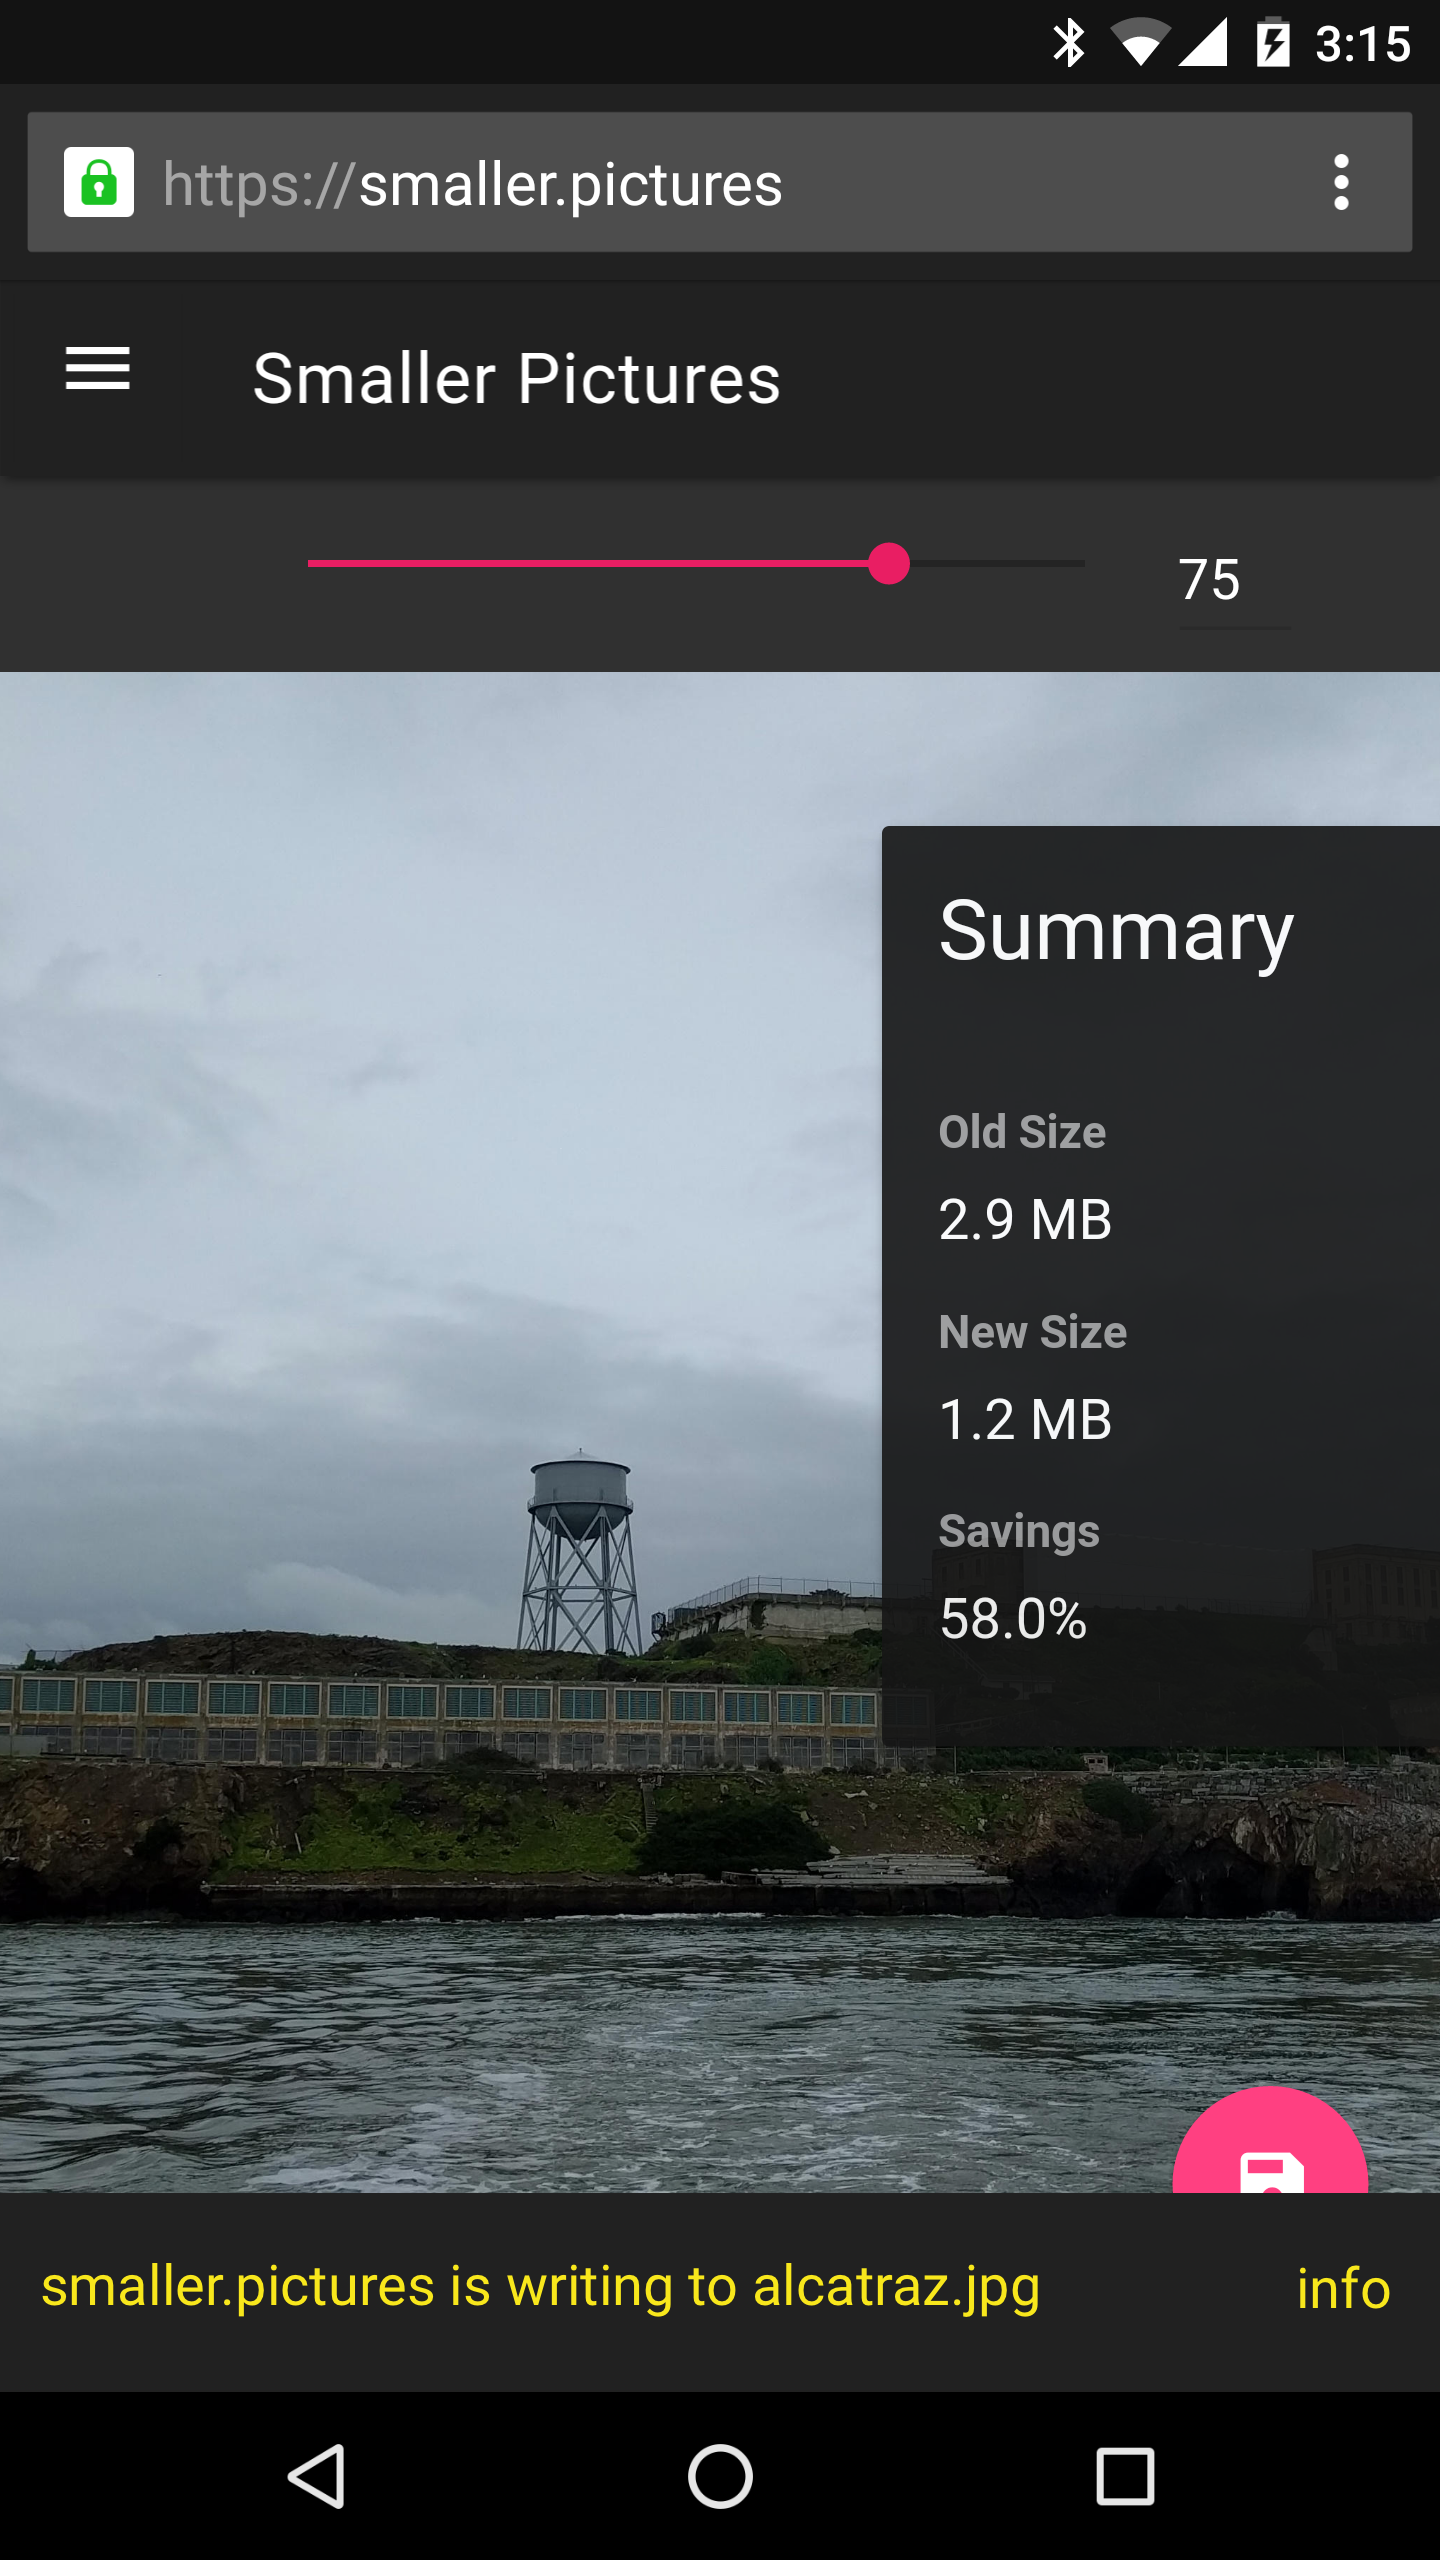 3:15
https://smaller.pictures
Smaller Pictures
75
Summary
Old Size
2.9 MB
New Size
1.2 MB
Savings
58.0%
smaller.pictures is writing to alcatraz.jpg info